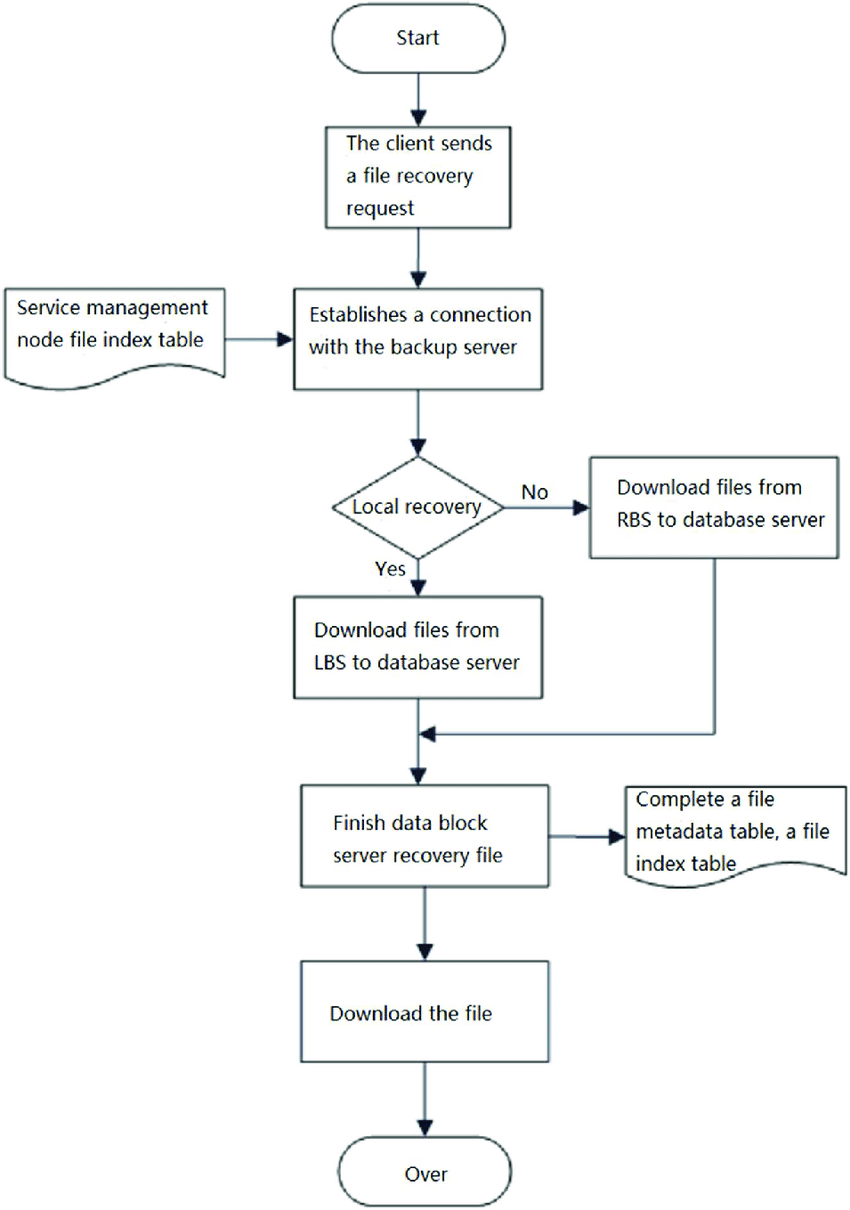 Start
The client sends
a file recovery
request
Service management
node file index table
Establishes a connection
with the backup server
Local recovery
No
Download files from
RBS to database server
Yes
Download files from
LBS to database server
Finish data block
server recovery file
Complete a file
metadata table, a file
index table
Download the file
Over